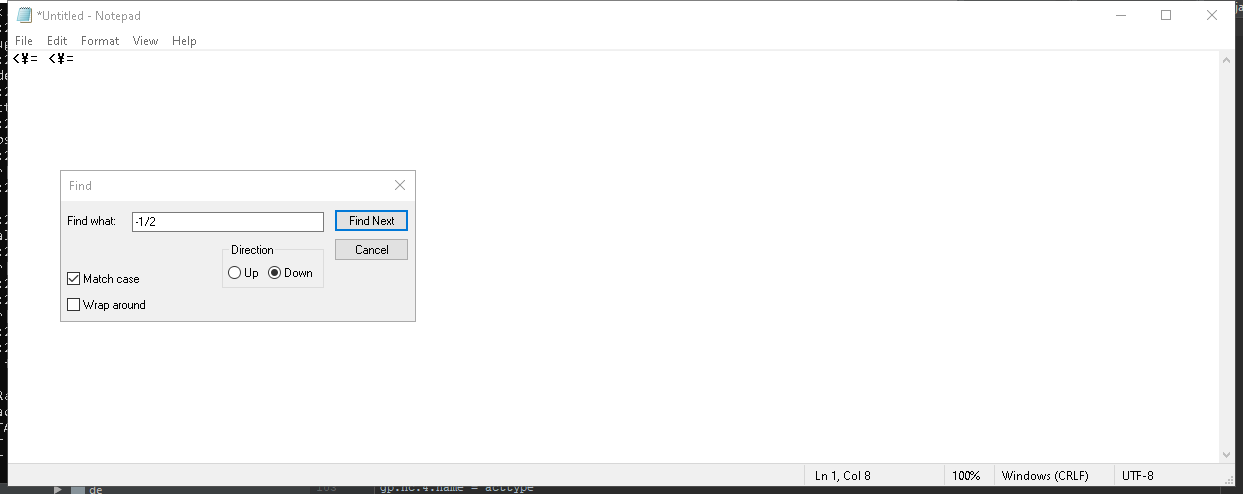 *Untitled - Notepad
File Edit Format View Help
<¥= <¥=
Find
Find what: -1/2 Find Next
Direction Cancel
Up Down
Match case
Wrap around
Ln 1, Col 8 100% Windows (CRLF) UTF-8
de
gp.nc.4.name = acttype